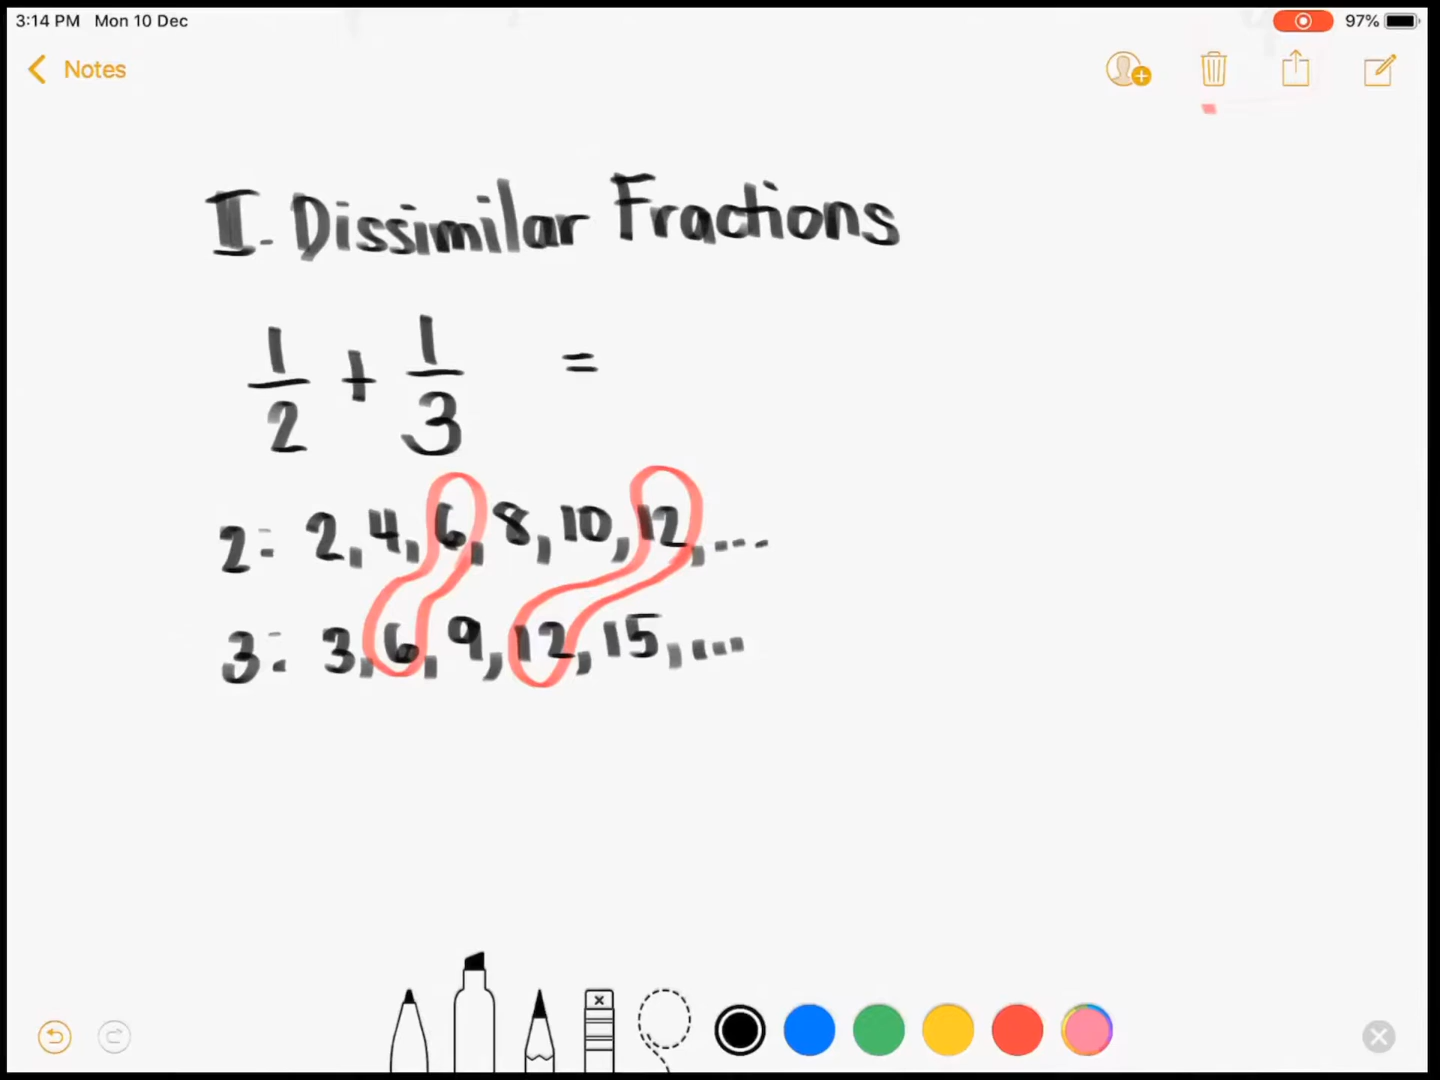 3:14 PM Mon 10 Dec 97%
Notes
I. Dissimilar Fractions
1/2 + 1/3 =
2: 2, 4, 6, 8, 10, 12, ...
3: 3, 6, 9, 12, 15, ...